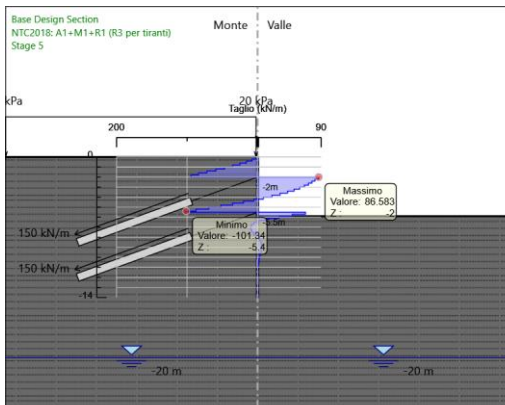 Base Design Section
NTC2018: A1+M1+R1 (R3 per tiranti)
Stage 5
Monte Valle
kPa
20 kPa
Taglio (kN/m)
200
90
0
-2m
Massimo
Valore: 86.583
Z : -2
-5.5m
Minimo
Valore: -101.34
Z : -5.4
150 kN/m
150 kN/m
-14
-20 m
-20 m